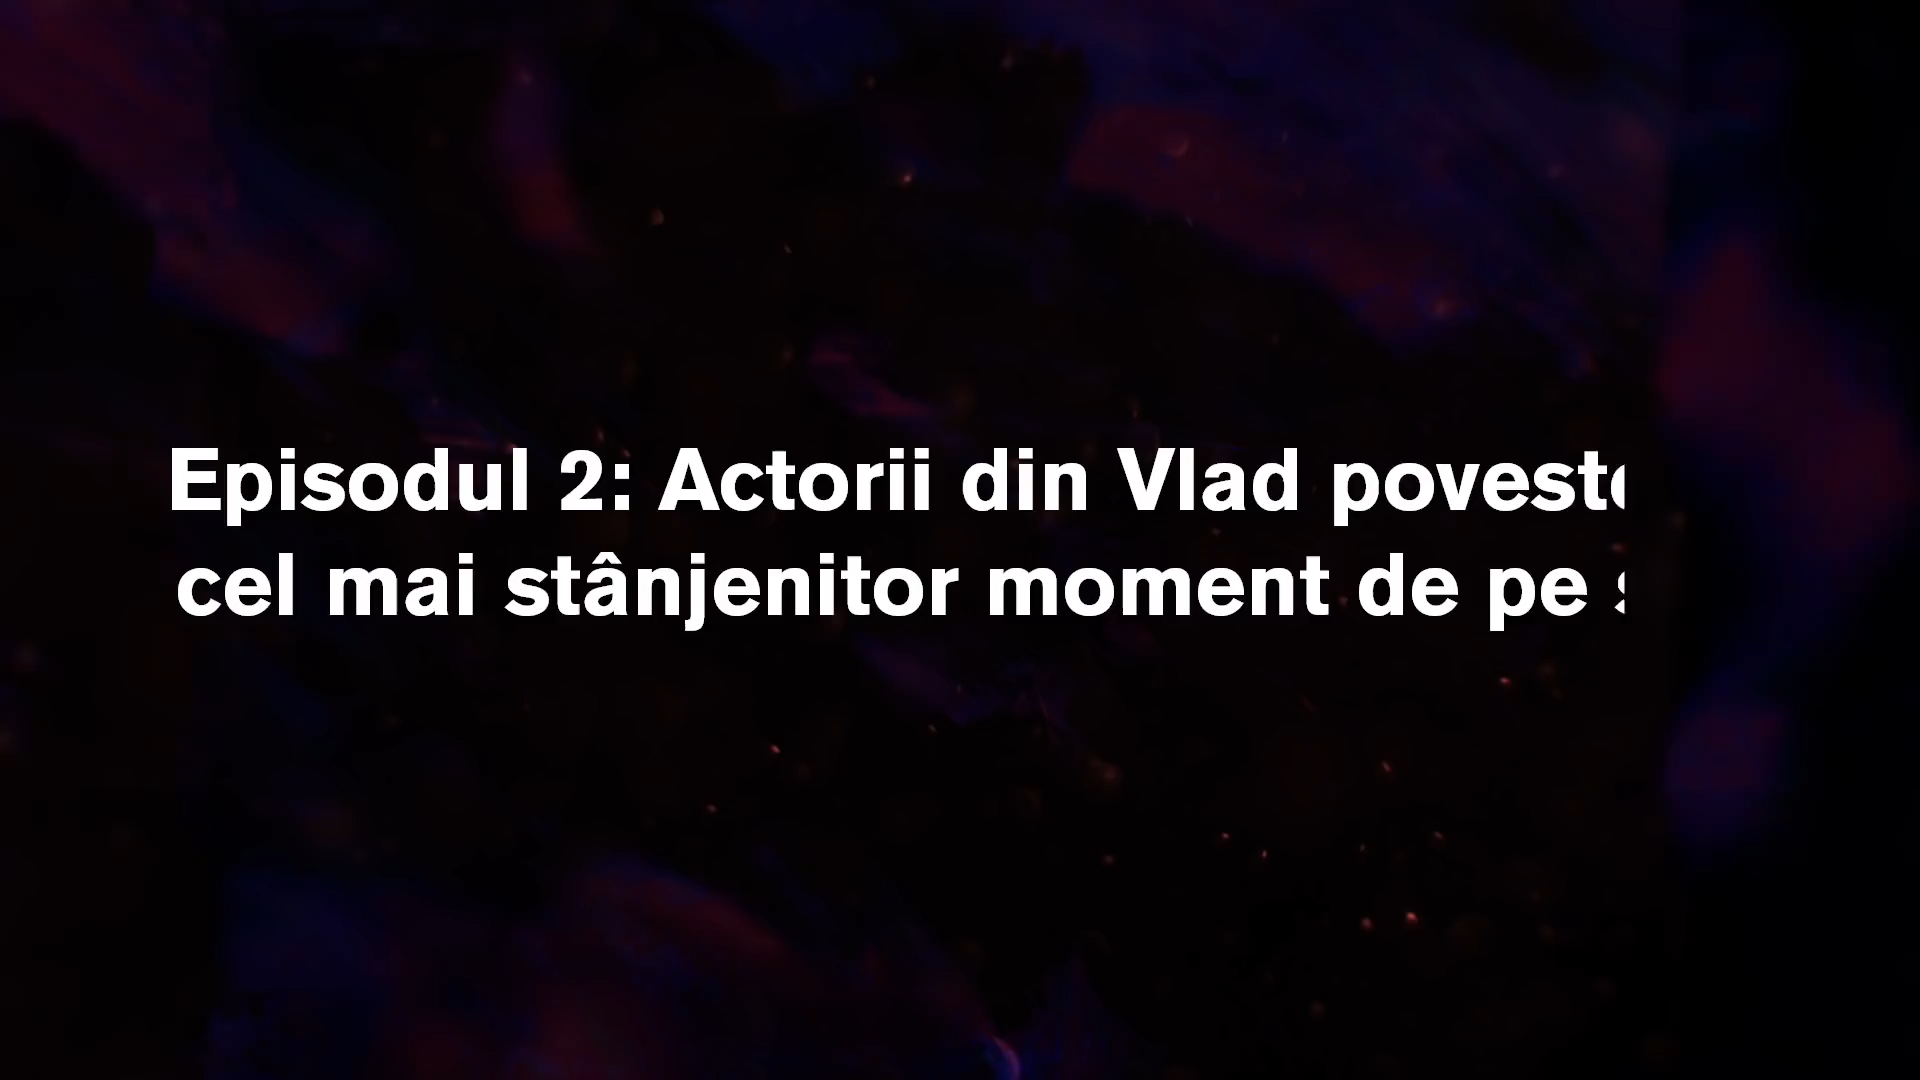 Episodul 2: Actorii din Vlad povest
cel mai stânjenitor moment de pe